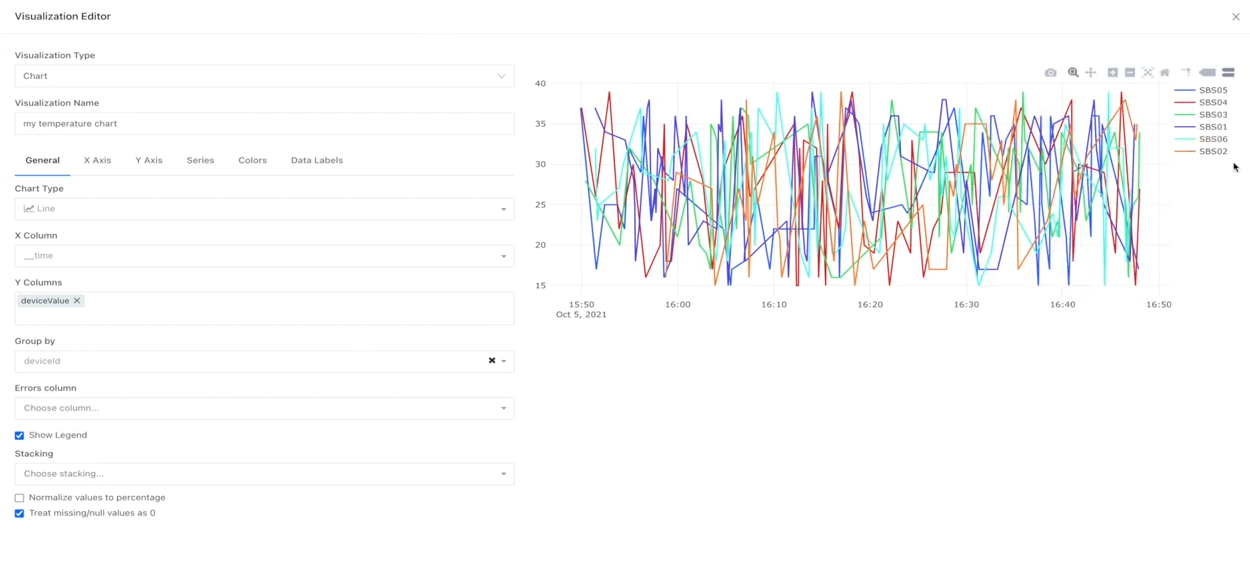 Visualization Editor
Visualization Type
Chart
Visualization Name
my temperature chart
General X Axis Y Axis Series Colors Data Labels
Chart Type
Line
X Column
__time
Y Columns
deviceValue
Group by
deviceId
Errors column
Choose column...
Show Legend
Stacking
Choose stacking...
Normalize values to percentage
Treat missing/null values as 0
40
35
30
25
20
15
15:50 16:00 16:10 16:20 16:30 16:40 16:50
Oct 5, 2021
SBS05
SBS04
SBS03
SBS01
SBS06
SBS02